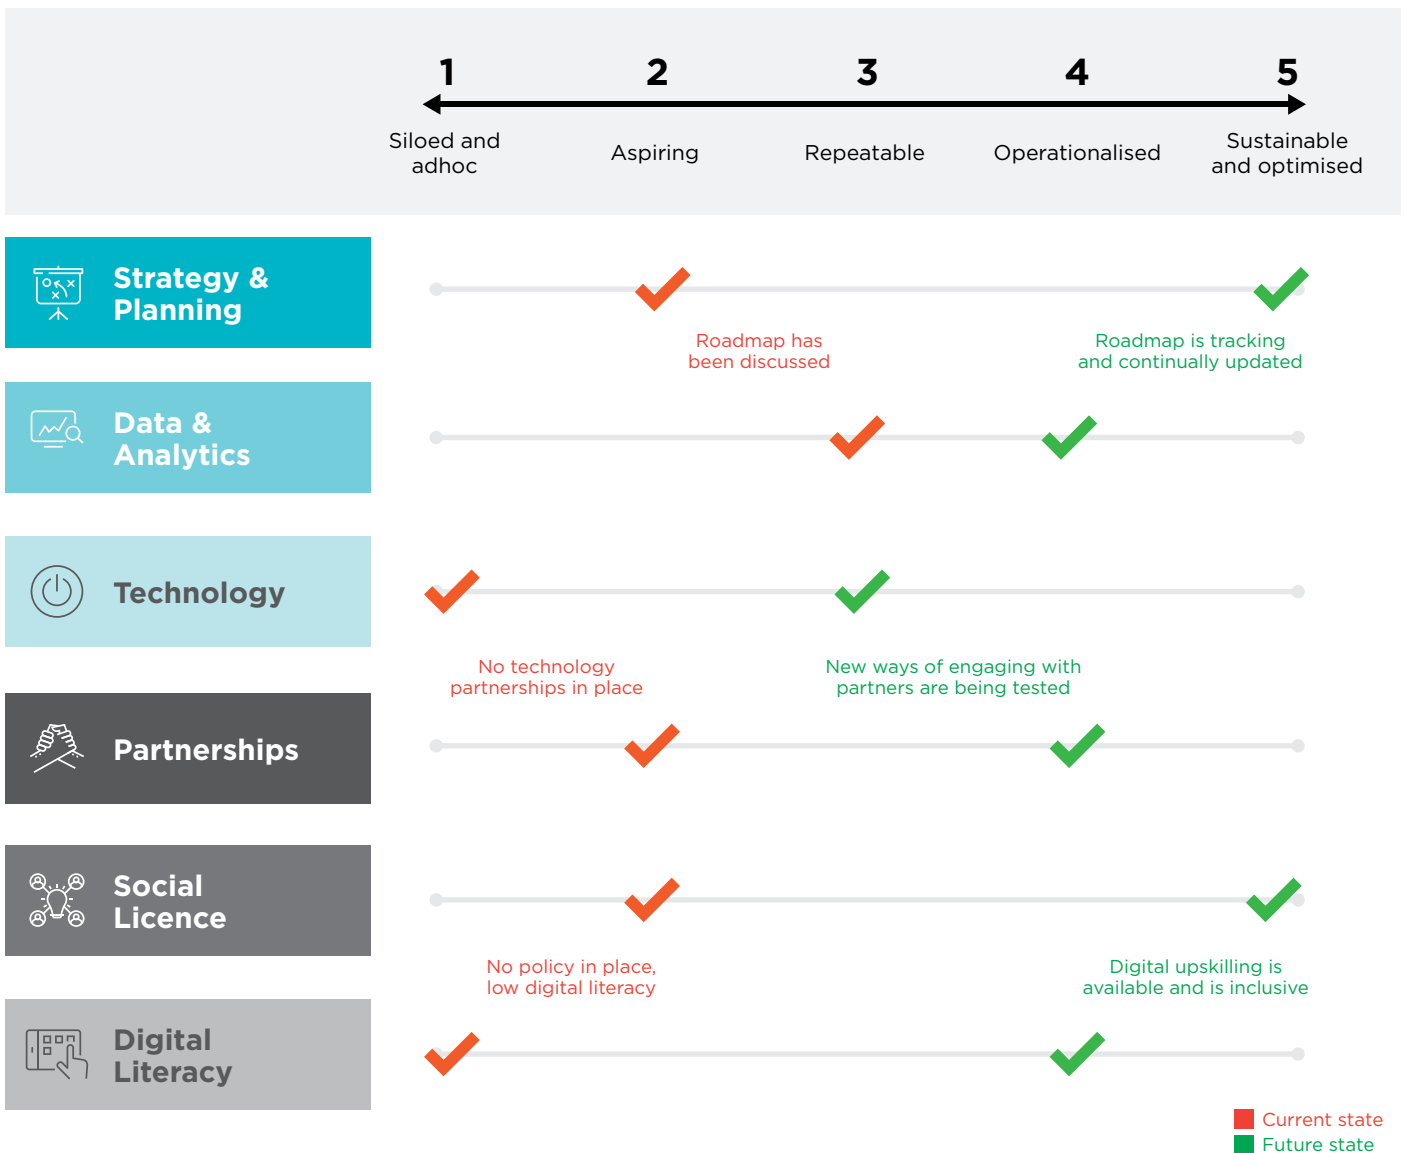 1
2
3
4
5
Siloed and
adhoc
Aspiring
Repeatable
Operationalised
Sustainable
and optimised
Strategy &
Planning
Roadmap has
been discussed
Roadmap is tracking
and continually updated
Data &
Analytics
Technology
No technology
partnerships in place
New ways of engaging with
partners are being tested
Partnerships
Social
Licence
No policy in place,
low digital literacy
Digital upskilling is
available and is inclusive
Digital
Literacy
Current state
Future state